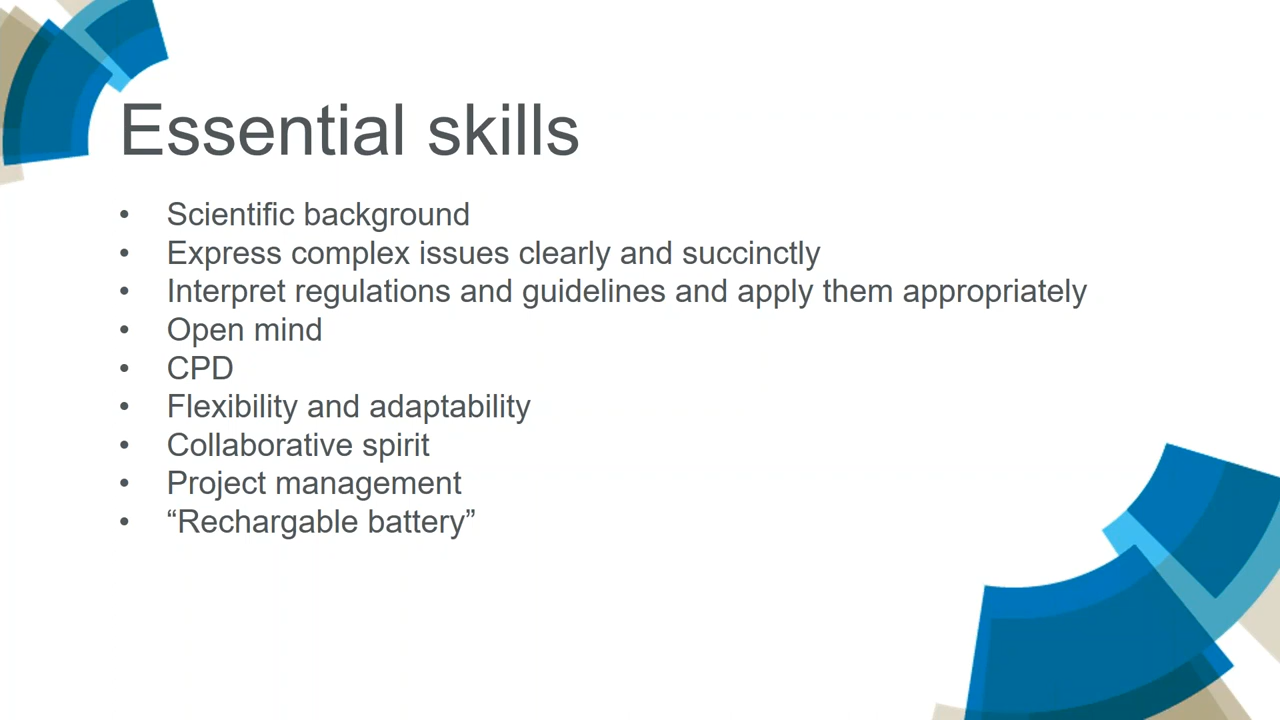 Essential skills
• Scientific background
• Express complex issues clearly and succinctly
• Interpret regulations and guidelines and apply them appropriately
• Open mind
• CPD
• Flexibility and adaptability
• Collaborative spirit
• Project management
• “Rechargable battery”